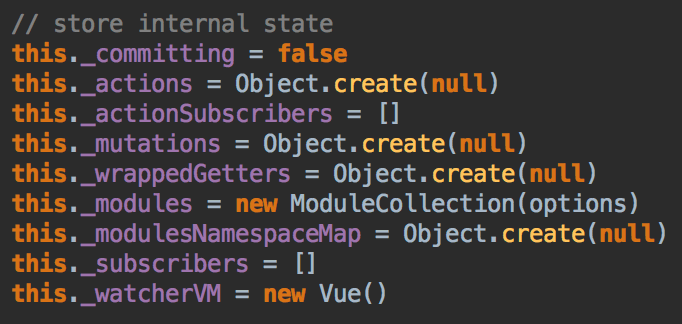 // store internal state
this._committing = false
this._actions = Object.create(null)
this._actionSubscribers = []
this._mutations = Object.create(null)
this._wrappedGetters = Object.create(null)
this._modules = new ModuleCollection(options)
this._modulesNamespaceMap = Object.create(null)
this._subscribers = []
this._watcherVM = new Vue()